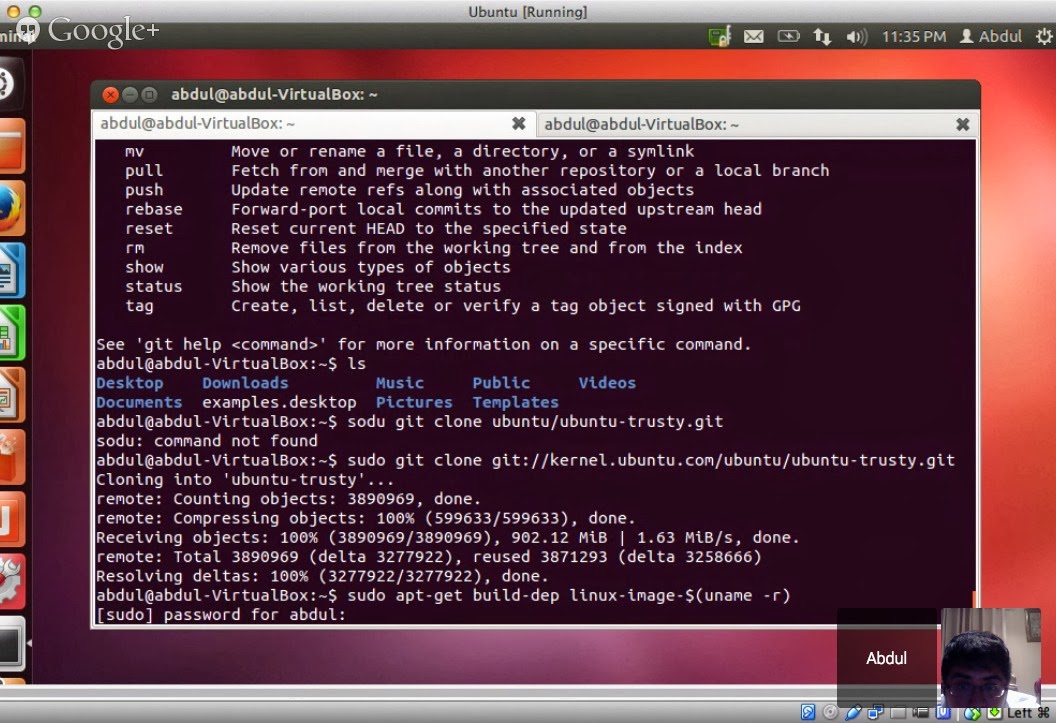 Ubuntu [Running]
Google+
11:35 PM Abdul
abdul@abdul-VirtualBox: ~
abdul@abdul-VirtualBox: ~
abdul@abdul-VirtualBox: ~
mv Move or rename a file, a directory, or a symlink
pull Fetch from and merge with another repository or a local branch
push Update remote refs along with associated objects
rebase Forward-port local commits to the updated upstream head
reset Reset current HEAD to the specified state
rm Remove files from the working tree and from the index
show Show various types of objects
status Show the working tree status
tag Create, list, delete or verify a tag object signed with GPG
See 'git help <command>' for more information on a specific command.
abdul@abdul-VirtualBox:~$ ls
Desktop Downloads Music Public Videos
Documents examples.desktop Pictures Templates
abdul@abdul-VirtualBox:~$ sodu git clone ubuntu/ubuntu-trusty.git
sodu: command not found
abdul@abdul-VirtualBox:~$ sudo git clone git://kernel.ubuntu.com/ubuntu/ubuntu-trusty.git
Cloning into 'ubuntu-trusty'...
remote: Counting objects: 3890969, done.
remote: Compressing objects: 100% (599633/599633), done.
Receiving objects: 100% (3890969/3890969), 902.12 MiB | 1.63 MiB/s, done.
remote: Total 3890969 (delta 3277922), reused 3871293 (delta 3258666)
Resolving deltas: 100% (3277922/3277922), done.
abdul@abdul-VirtualBox:~$ sudo apt-get build-dep linux-image-$(uname -r)
[sudo] password for abdul:
Abdul
Left ⌘